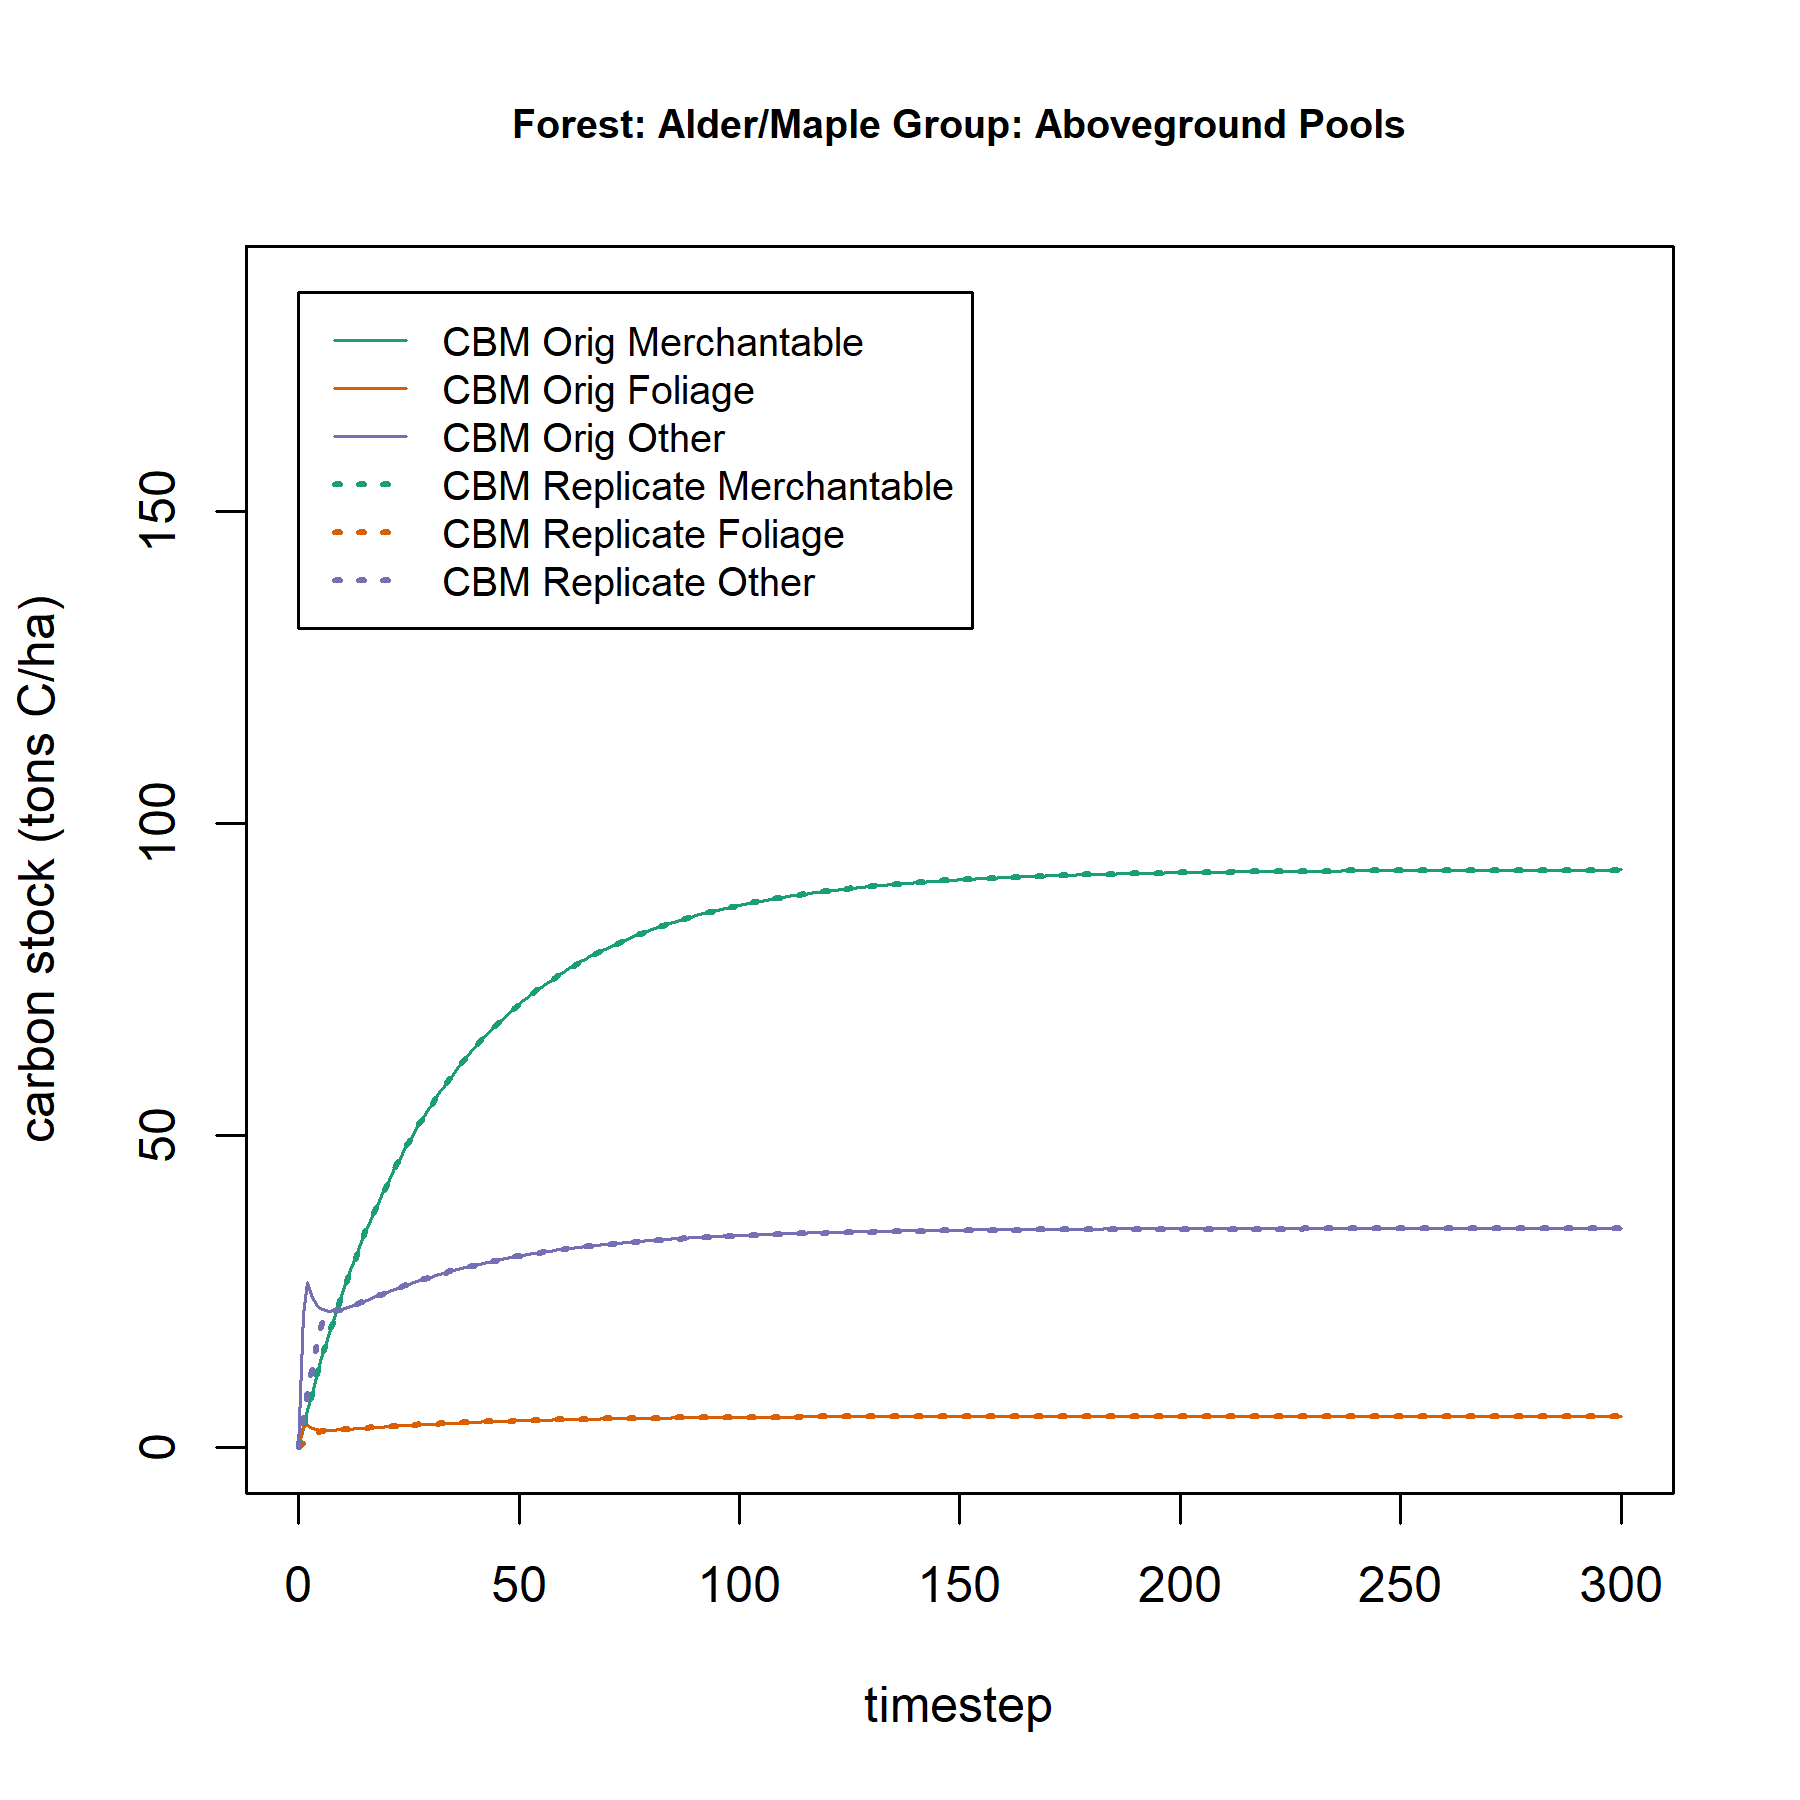 Forest: Alder/Maple Group: Aboveground Pools
CBM Orig Merchantable
CBM Orig Foliage
CBM Orig Other
CBM Replicate Merchantable
CBM Replicate Foliage
CBM Replicate Other
carbon stock (tons C/ha)
150
100
50
0
0 50 100 150 200 250 300
timestep